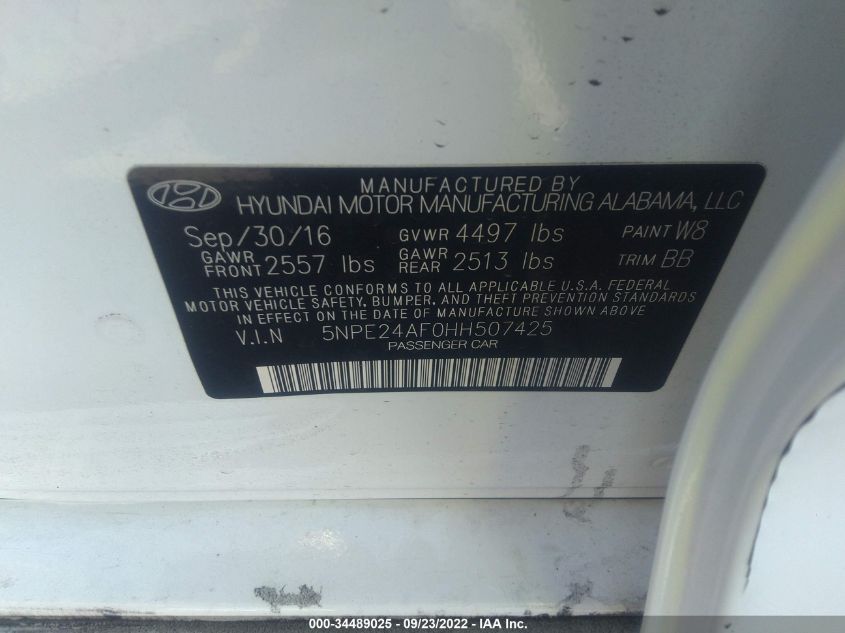 MANUFACTURED BY
HYUNDAI MOTOR MANUFACTURING ALABAMA, LLC
Sep/30/16 GVWR 4497 lbs PAINT W8
GAWR FRONT 2557 lbs GAWR REAR 2513 lbs TRIM BB
THIS VEHICLE CONFORMS TO ALL APPLICABLE U.S.A. FEDERAL
MOTOR VEHICLE SAFETY, BUMPER, AND THEFT PREVENTION STANDARDS
IN EFFECT ON THE DATE OF MANUFACTURE SHOWN ABOVE
V.I.N 5NPE24AF0HH507425
PASSENGER CAR
000-34489025 - 09/23/2022 - IAA Inc.